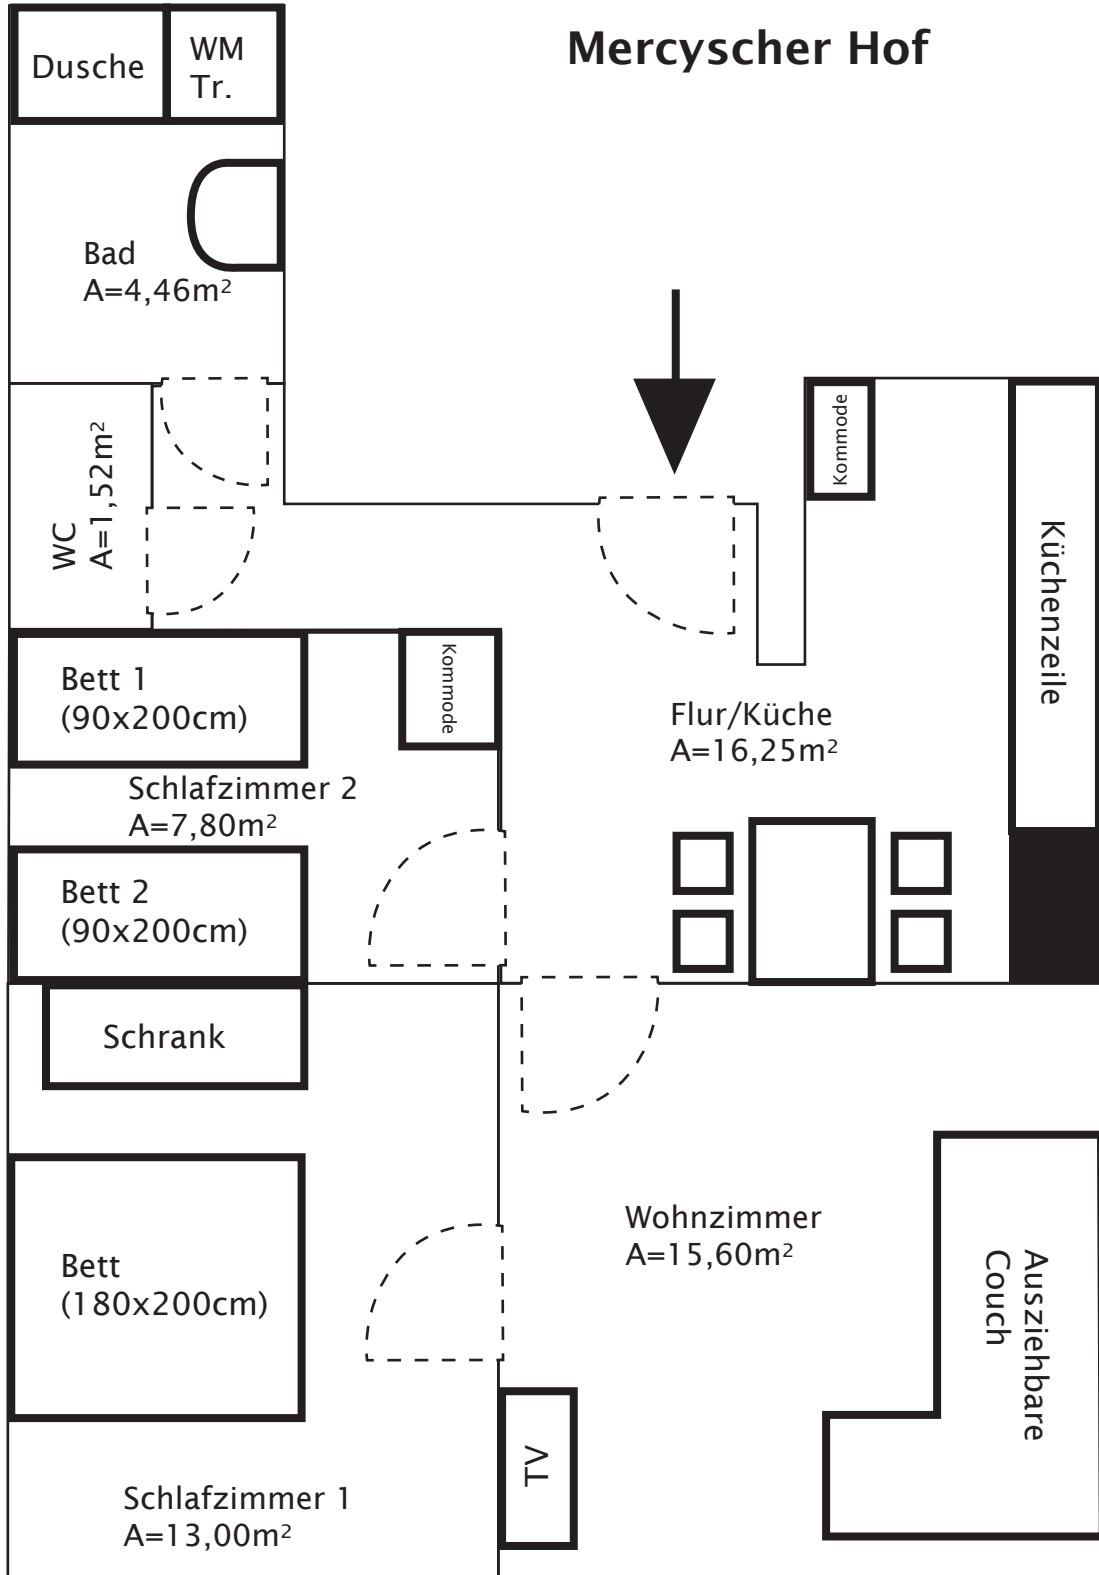 Mercyscher Hof
Dusche
WM
Tr.
Bad
A=4,46m²
WC
A=1,52m²
Kommode
Küchenzeile
Bett 1
(90x200cm)
Kommode
Flur/Küche
A=16,25m²
Schlafzimmer 2
A=7,80m²
Bett 2
(90x200cm)
Schrank
Wohnzimmer
A=15,60m²
Bett
(180x200cm)
Ausziehbare
Couch
TV
Schlafzimmer 1
A=13,00m²